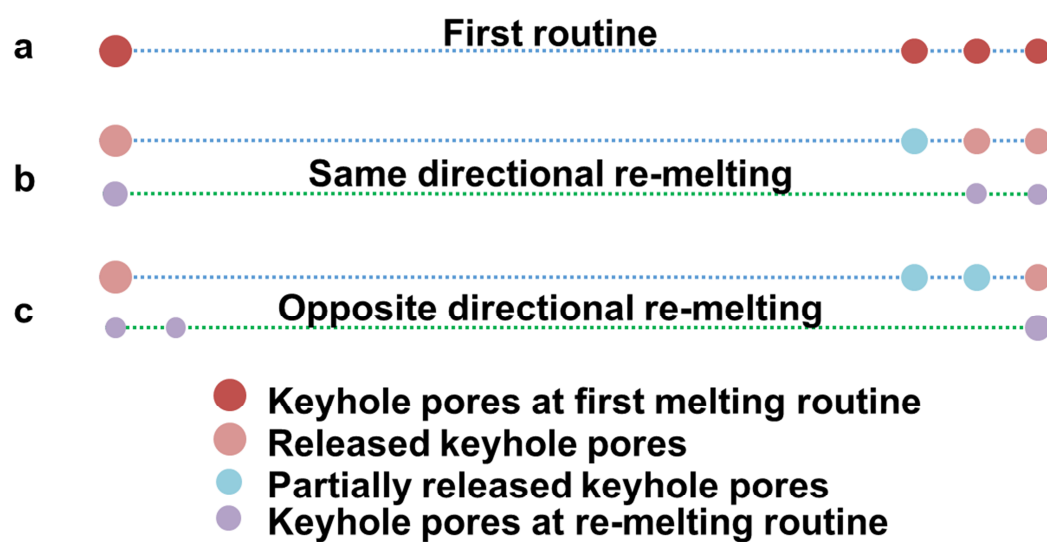 a
First routine
b
Same directional re-melting
c
Opposite directional re-melting
Keyhole pores at first melting routine
Released keyhole pores
Partially released keyhole pores
Keyhole pores at re-melting routine